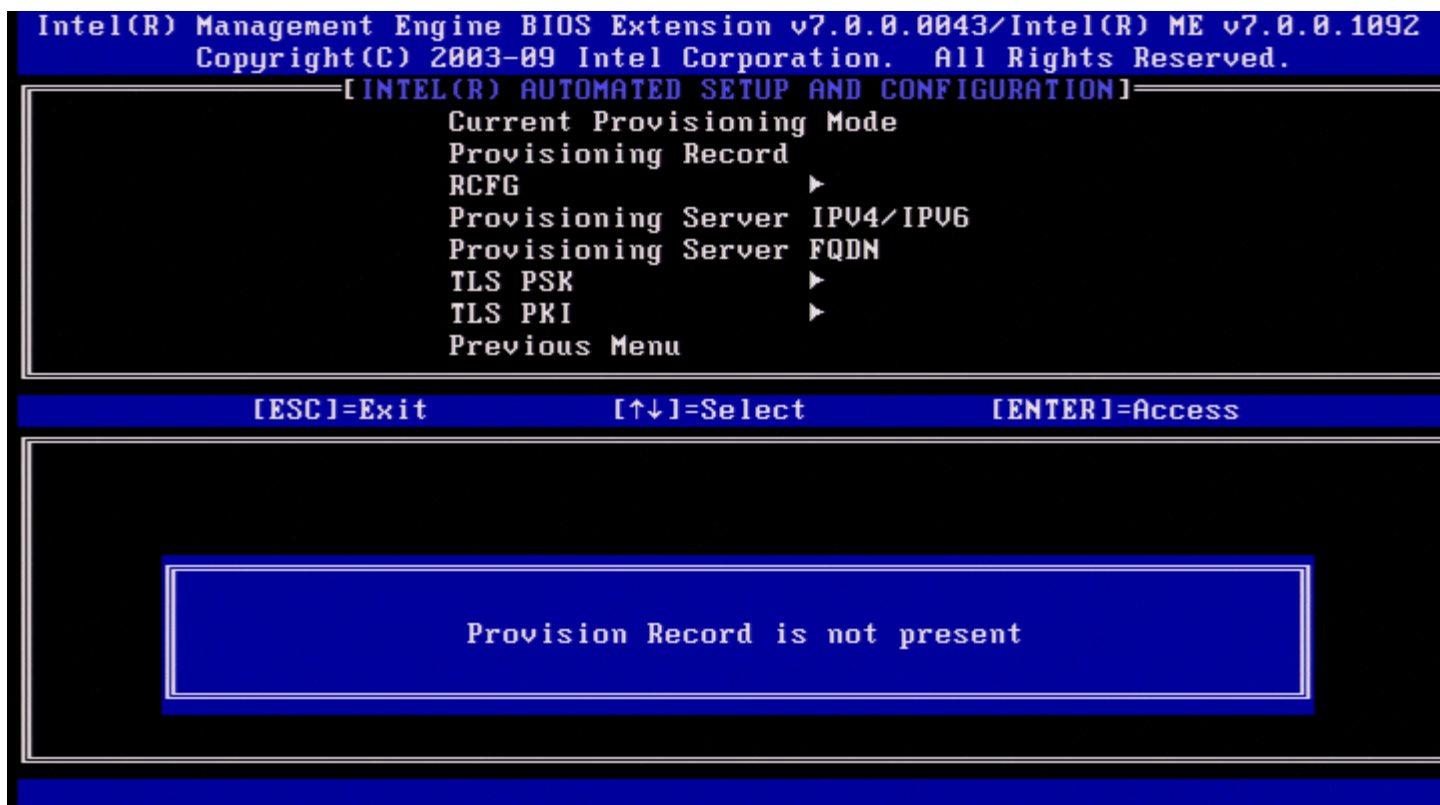 Intel(R) Management Engine BIOS Extension v7.0.0.0043/Intel(R) ME v7.0.0.1092
Copyright(C) 2003-09 Intel Corporation. All Rights Reserved.
[INTEL(R) AUTOMATED SETUP AND CONFIGURATION]
Current Provisioning Mode
Provisioning Record
RCFG ►
Provisioning Server IPV4/IPV6
Provisioning Server FQDN
TLS PSK ►
TLS PKI ►
Previous Menu
[ESC]=Exit [↑↓]=Select [ENTER]=Access
Provision Record is not present